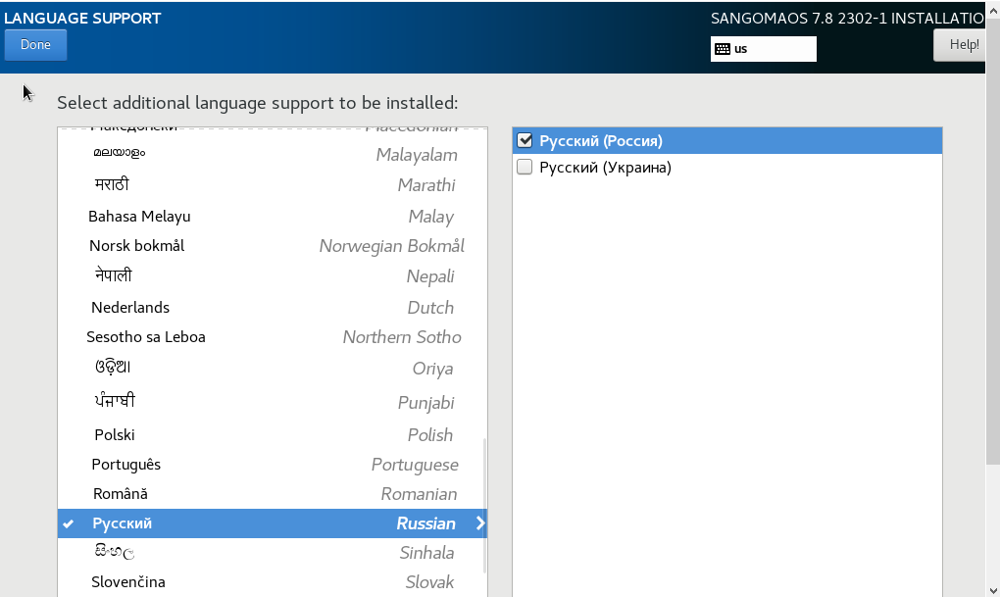 LANGUAGE SUPPORT
SANGOMAOS 7.8 2302-1 INSTALLATIO
Done
us
Help!
Select additional language support to be installed:
Македонски Macedonian
മലയാളം Malayalam
मराठी Marathi
Bahasa Melayu Malay
Norsk bokmål Norwegian Bokmål
नेपाली Nepali
Nederlands Dutch
Sesotho sa Leboa Northern Sotho
ଓଡ଼ିଆ Oriya
ਪੰਜਾਬੀ Punjabi
Polski Polish
Português Portuguese
Română Romanian
Русский Russian
සිංහල Sinhala
Slovenčina Slovak
Русский (Россия)
Русский (Украина)